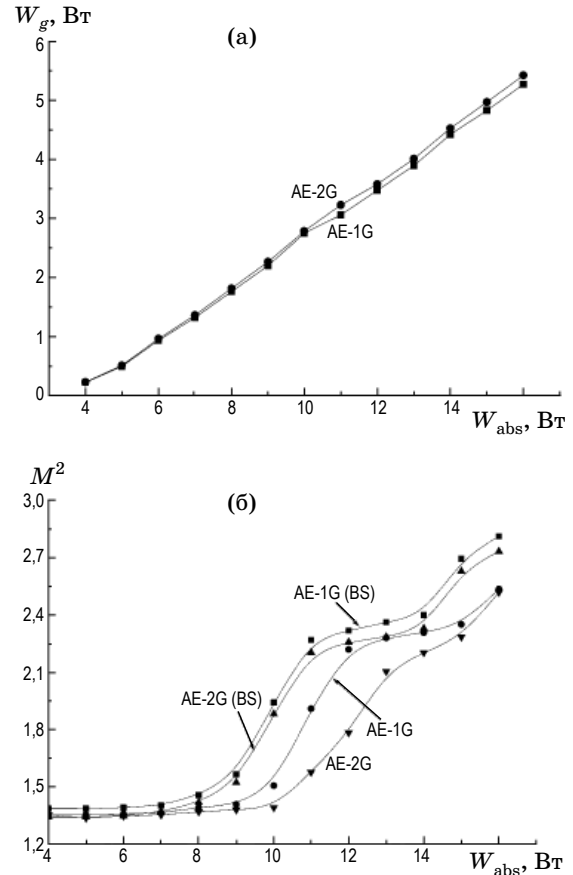 W_g, Вт
(а)
6
5
4
3
2
1
0
AE-2G
AE-1G
4 6 8 10 12 14
W_abs, Вт
M²
(б)
3,0
2,7
2,4
2,1
1,8
1,5
1,2
AE-1G (BS)
AE-2G (BS)
AE-1G
AE-2G
4 6 8 10 12 14
W_abs, Вт